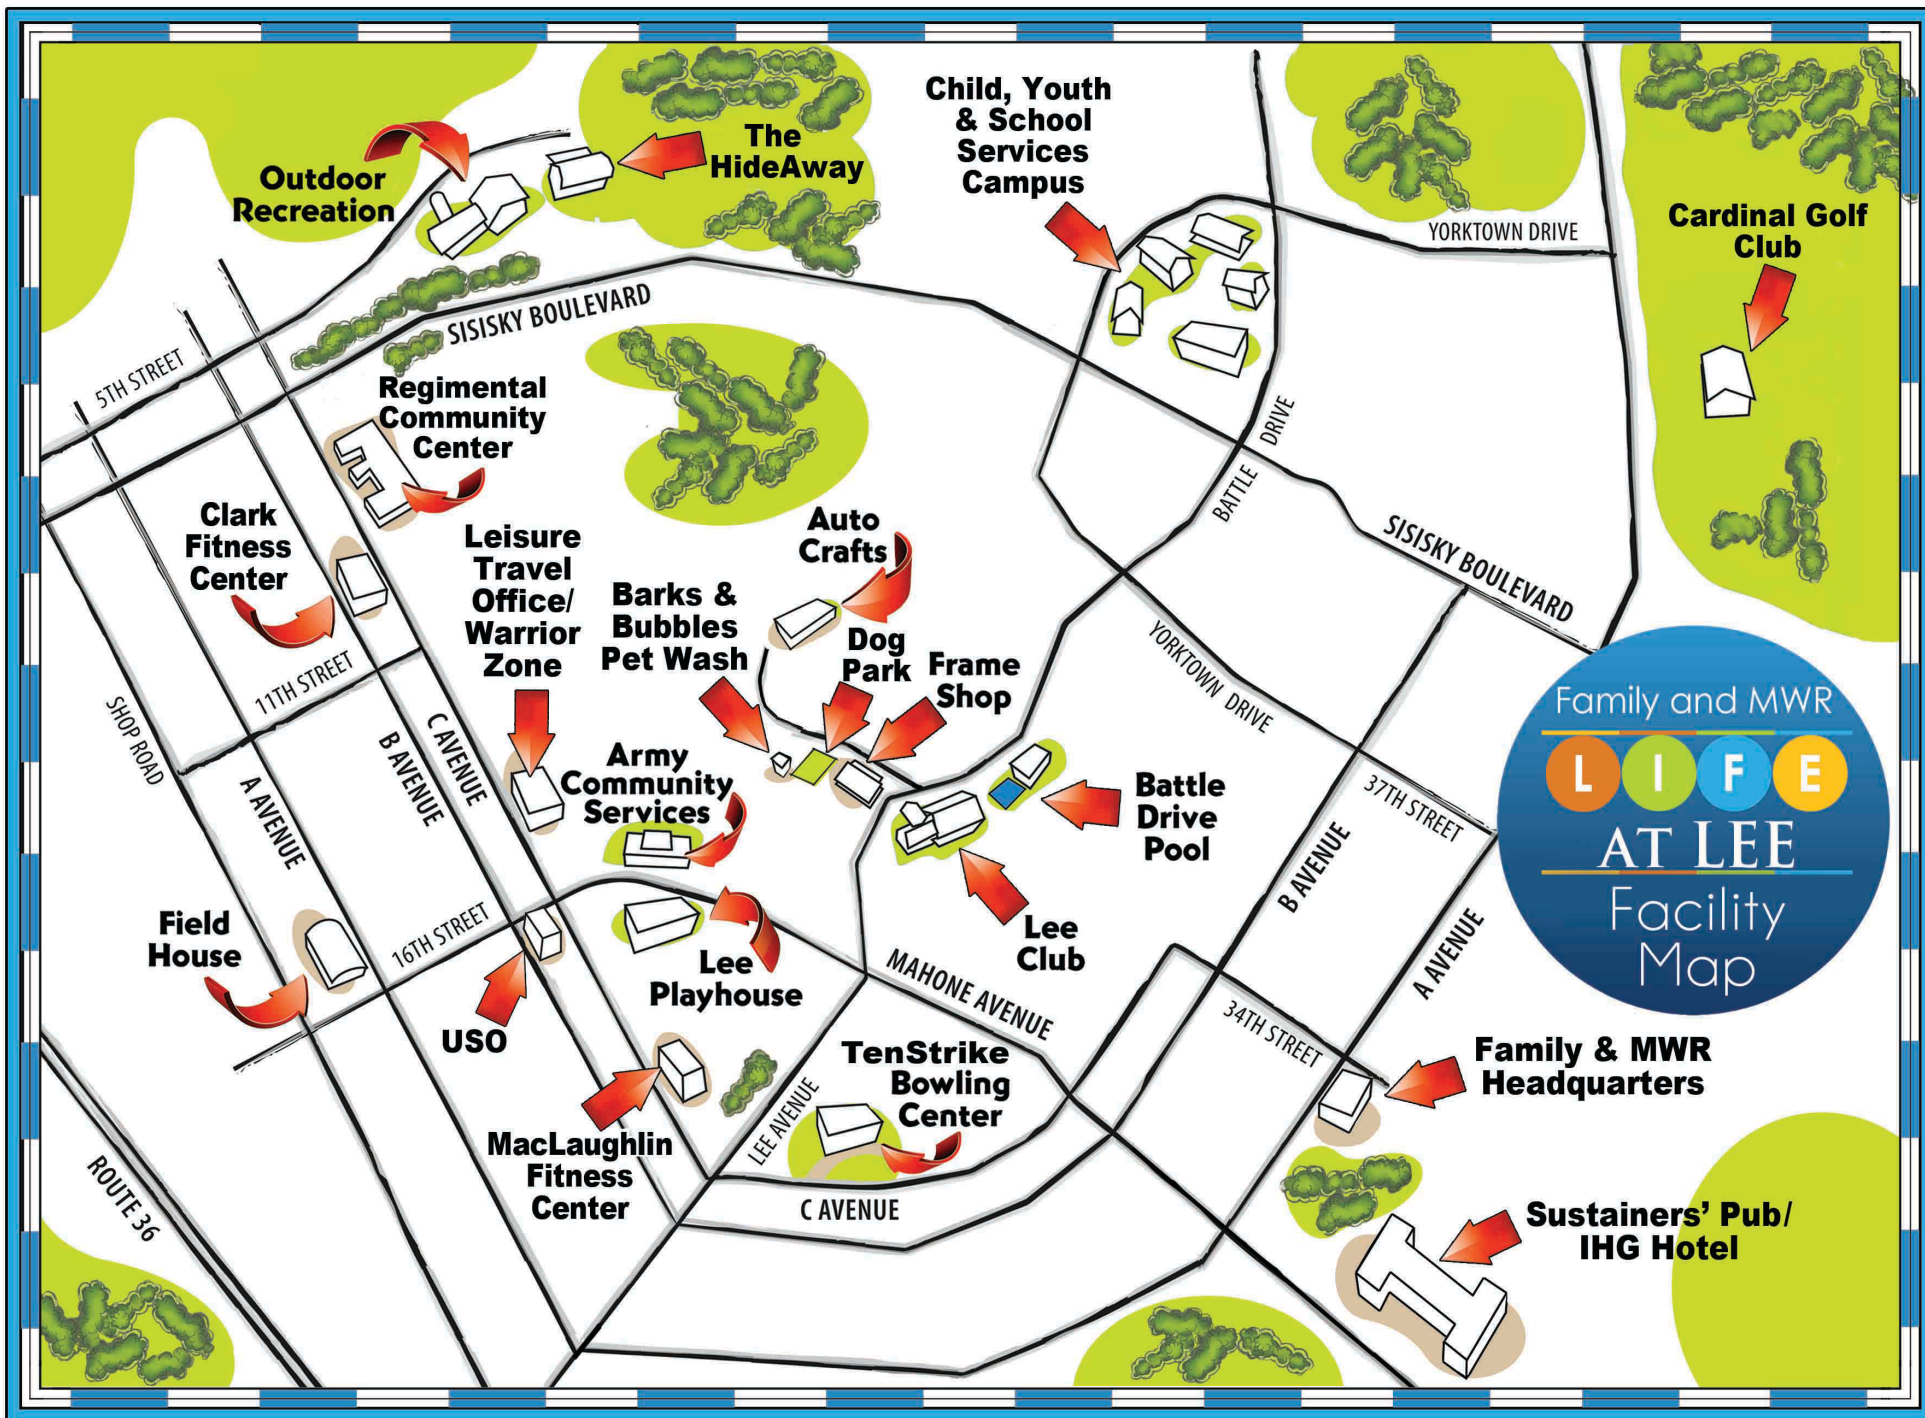 Child, Youth
& School
Services
Campus
The
HideAway
Outdoor
Recreation
YORKTOWN DRIVE
Cardinal Golf
Club
SISISKY BOULEVARD
5TH STREET
Regimental
Community
Center
DRIVE
BATTLE
Clark
Fitness
Center
Leisure
Travel
Office/
Warrior
Zone
Auto
Crafts
SISISKY BOULEVARD
Barks &
Bubbles
Pet Wash
Dog
Park
Frame
Shop
YORKTOWN DRIVE
11TH STREET
SHOP ROAD
A AVENUE
B AVENUE
C AVENUE
Army
Community
Services
Battle
Drive
Pool
37TH STREET
B AVENUE
A AVENUE
Family and MWR
LIFE
AT LEE
Facility
Map
Field
House
16TH STREET
Lee
Club
Lee
Playhouse
MAHONE AVENUE
34TH STREET
USO
TenStrike
Bowling
Center
Family & MWR
Headquarters
LEE AVENUE
MacLaughlin
Fitness
Center
C AVENUE
ROUTE 36
Sustainers' Pub/
IHG Hotel